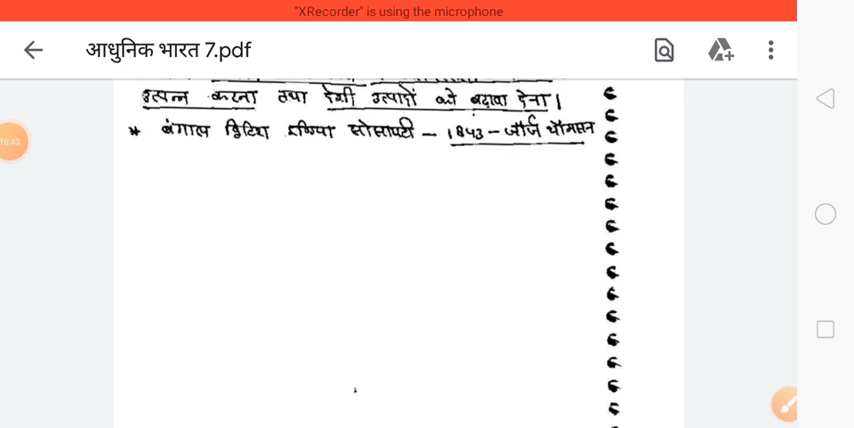 "XRecorder" is using the microphone
आधुनिक भारत 7.pdf
उत्पन्न करना तथा देशी उत्पादों को बढ़ावा देना।
* बंगाल ब्रिटिश इण्डिया सोसायटी - 1843 - जॉर्ज थॉमसन
16:43